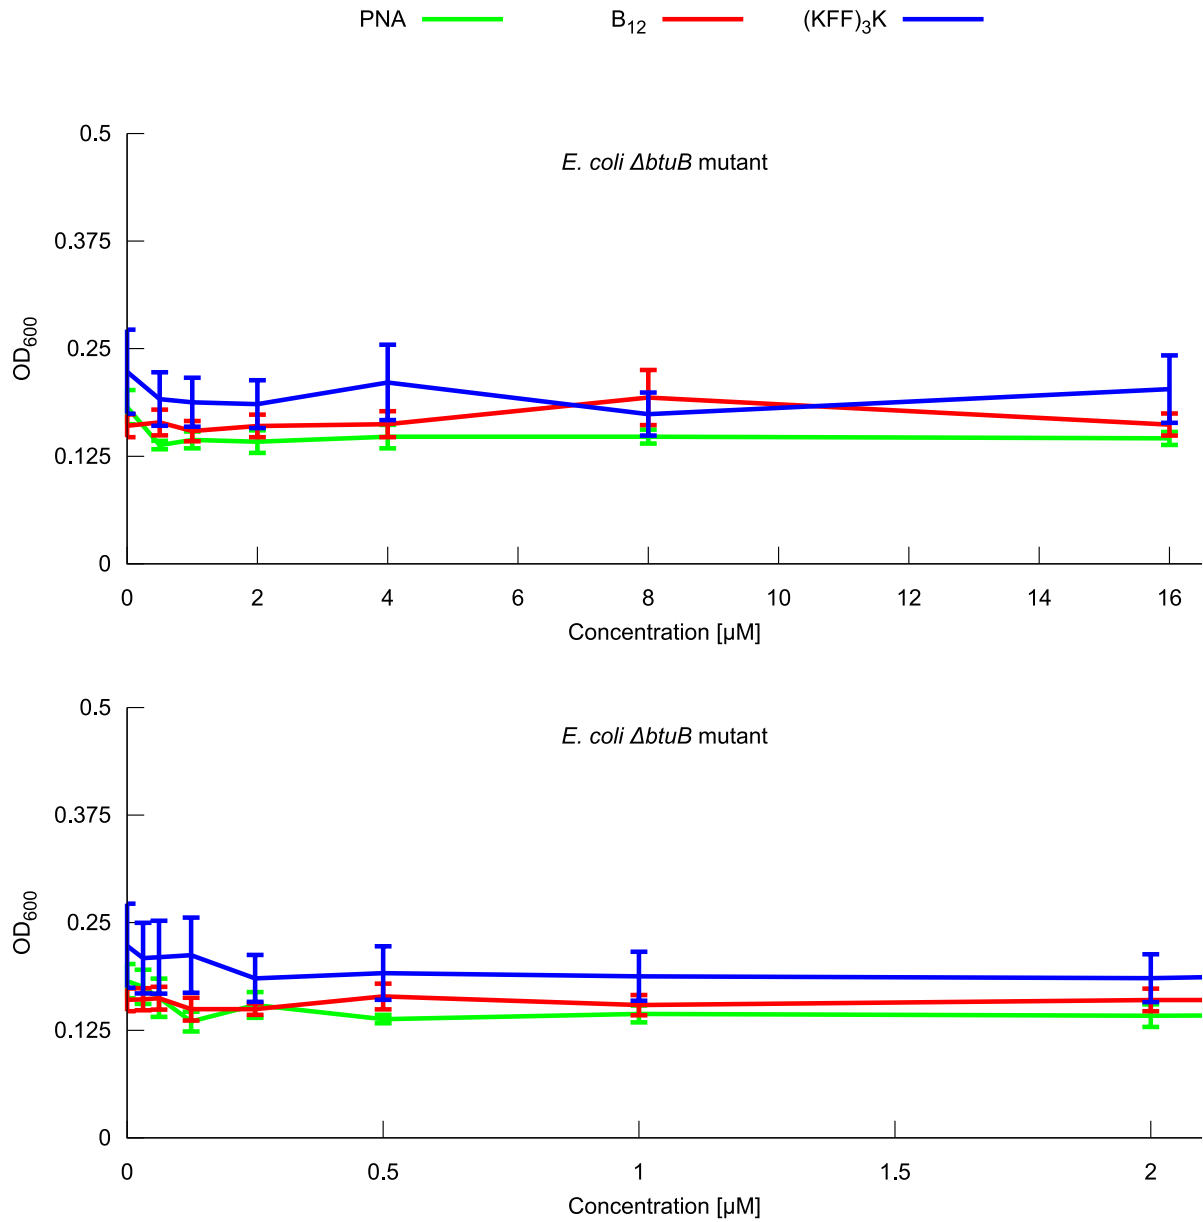 PNA B₁₂ (KFF)₃K
0.5
E. coli ΔbtuB mutant
0.375
0.25
OD₆₀₀
0.125
0
0 2 4 6 8 10 12 14 16
Concentration [µM]
0.5
E. coli ΔbtuB mutant
0.375
0.25
OD₆₀₀
0.125
0
0 0.5 1 1.5 2
Concentration [µM]